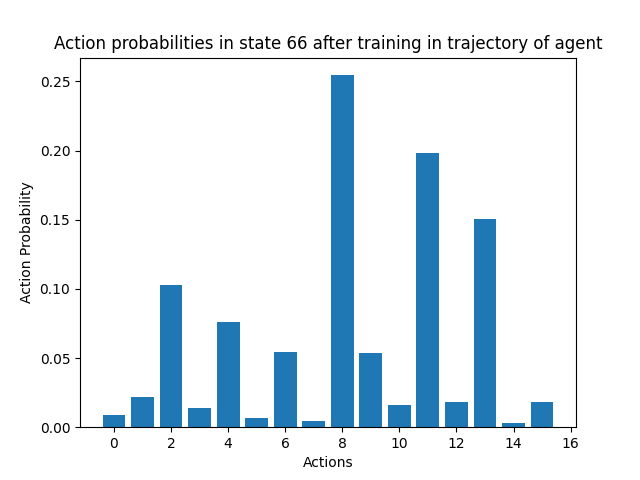 Action probabilities in state 66 after training in trajectory of agent
0.25
0.20
0.15
0.10
0.05
0.00
Action Probability
0 2 4 6 8 10 12 14 16
Actions